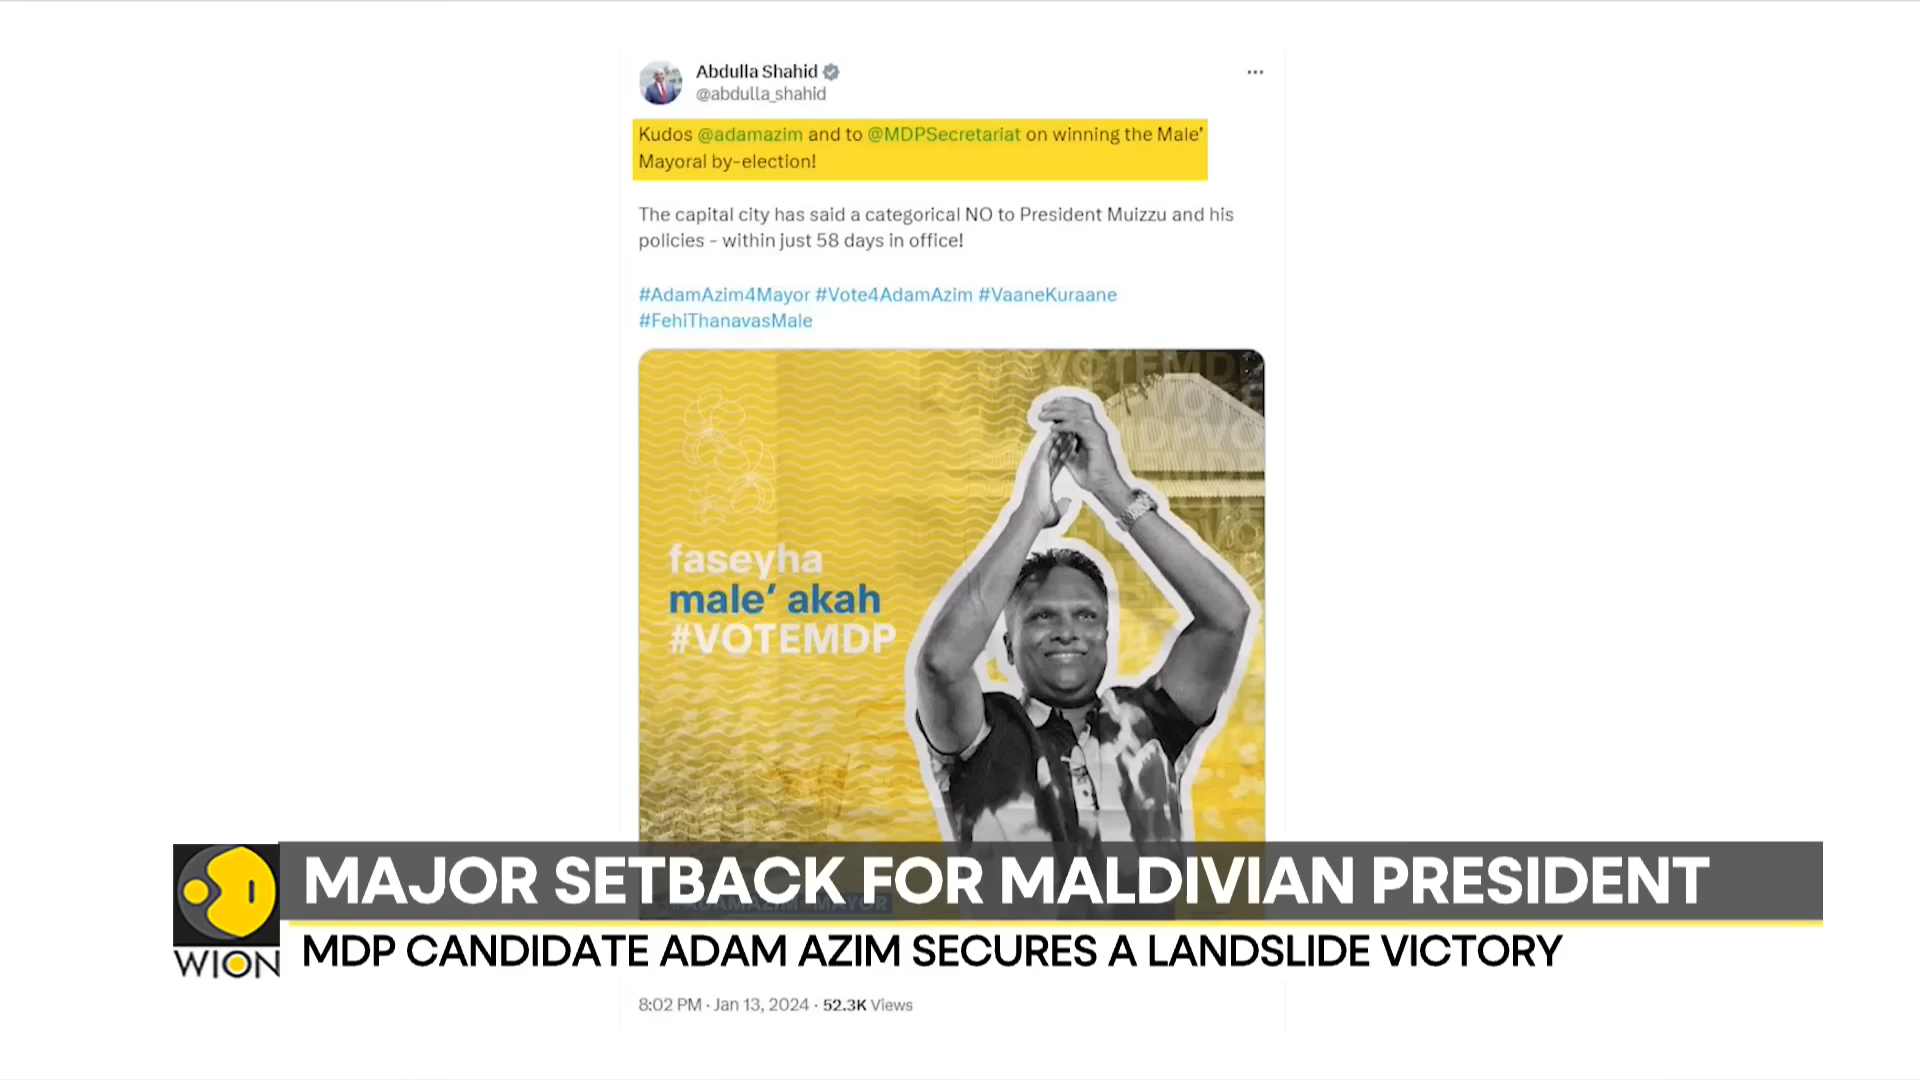 Abdulla Shahid
@abdulla_shahid
Kudos @adamazim and to @MDPSecretariat on winning the Male’
Mayoral by-election!
The capital city has said a categorical NO to President Muizzu and his
policies - within just 58 days in office!
#AdamAzim4Mayor #Vote4AdamAzim #VaaneKuraane
#FehiThanavasMale
faseyha
male’ akah
#VOTEMDP
#ADAMAZIM4MAYOR
MAJOR SETBACK FOR MALDIVIAN PRESIDENT
MDP CANDIDATE ADAM AZIM SECURES A LANDSLIDE VICTORY
WION
8:02 PM · Jan 13, 2024 · 52.3K Views